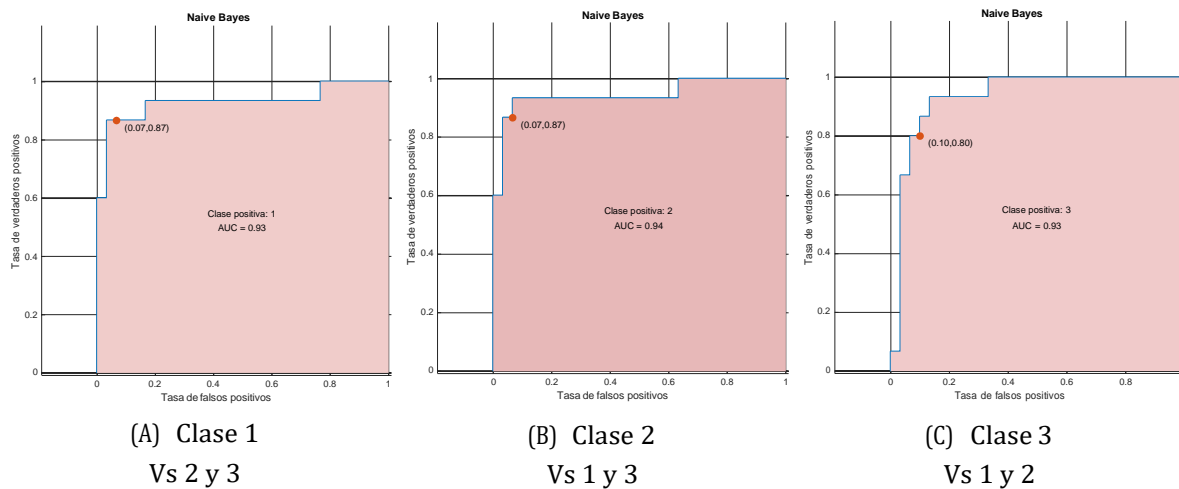 Naive Bayes
1
0.8
0.6
0.4
0.2
0
Tasa de verdaderos positivos
(0.07,0.87)
Clase positiva: 1
AUC = 0.93
0 0.2 0.4 0.6 0.8 1
Tasa de falsos positivos
(A) Clase 1
Vs 2 y 3
Naive Bayes
1
0.8
0.6
0.4
0.2
0
Tasa de verdaderos positivos
(0.07,0.87)
Clase positiva: 2
AUC = 0.94
0 0.2 0.4 0.6 0.8 1
Tasa de falsos positivos
(B) Clase 2
Vs 1 y 3
Naive Bayes
1
0.8
0.6
0.4
0.2
0
Tasa de verdaderos positivos
(0.10,0.80)
Clase positiva: 3
AUC = 0.93
0 0.2 0.4 0.6 0.8
Tasa de falsos positivos
(C) Clase 3
Vs 1 y 2